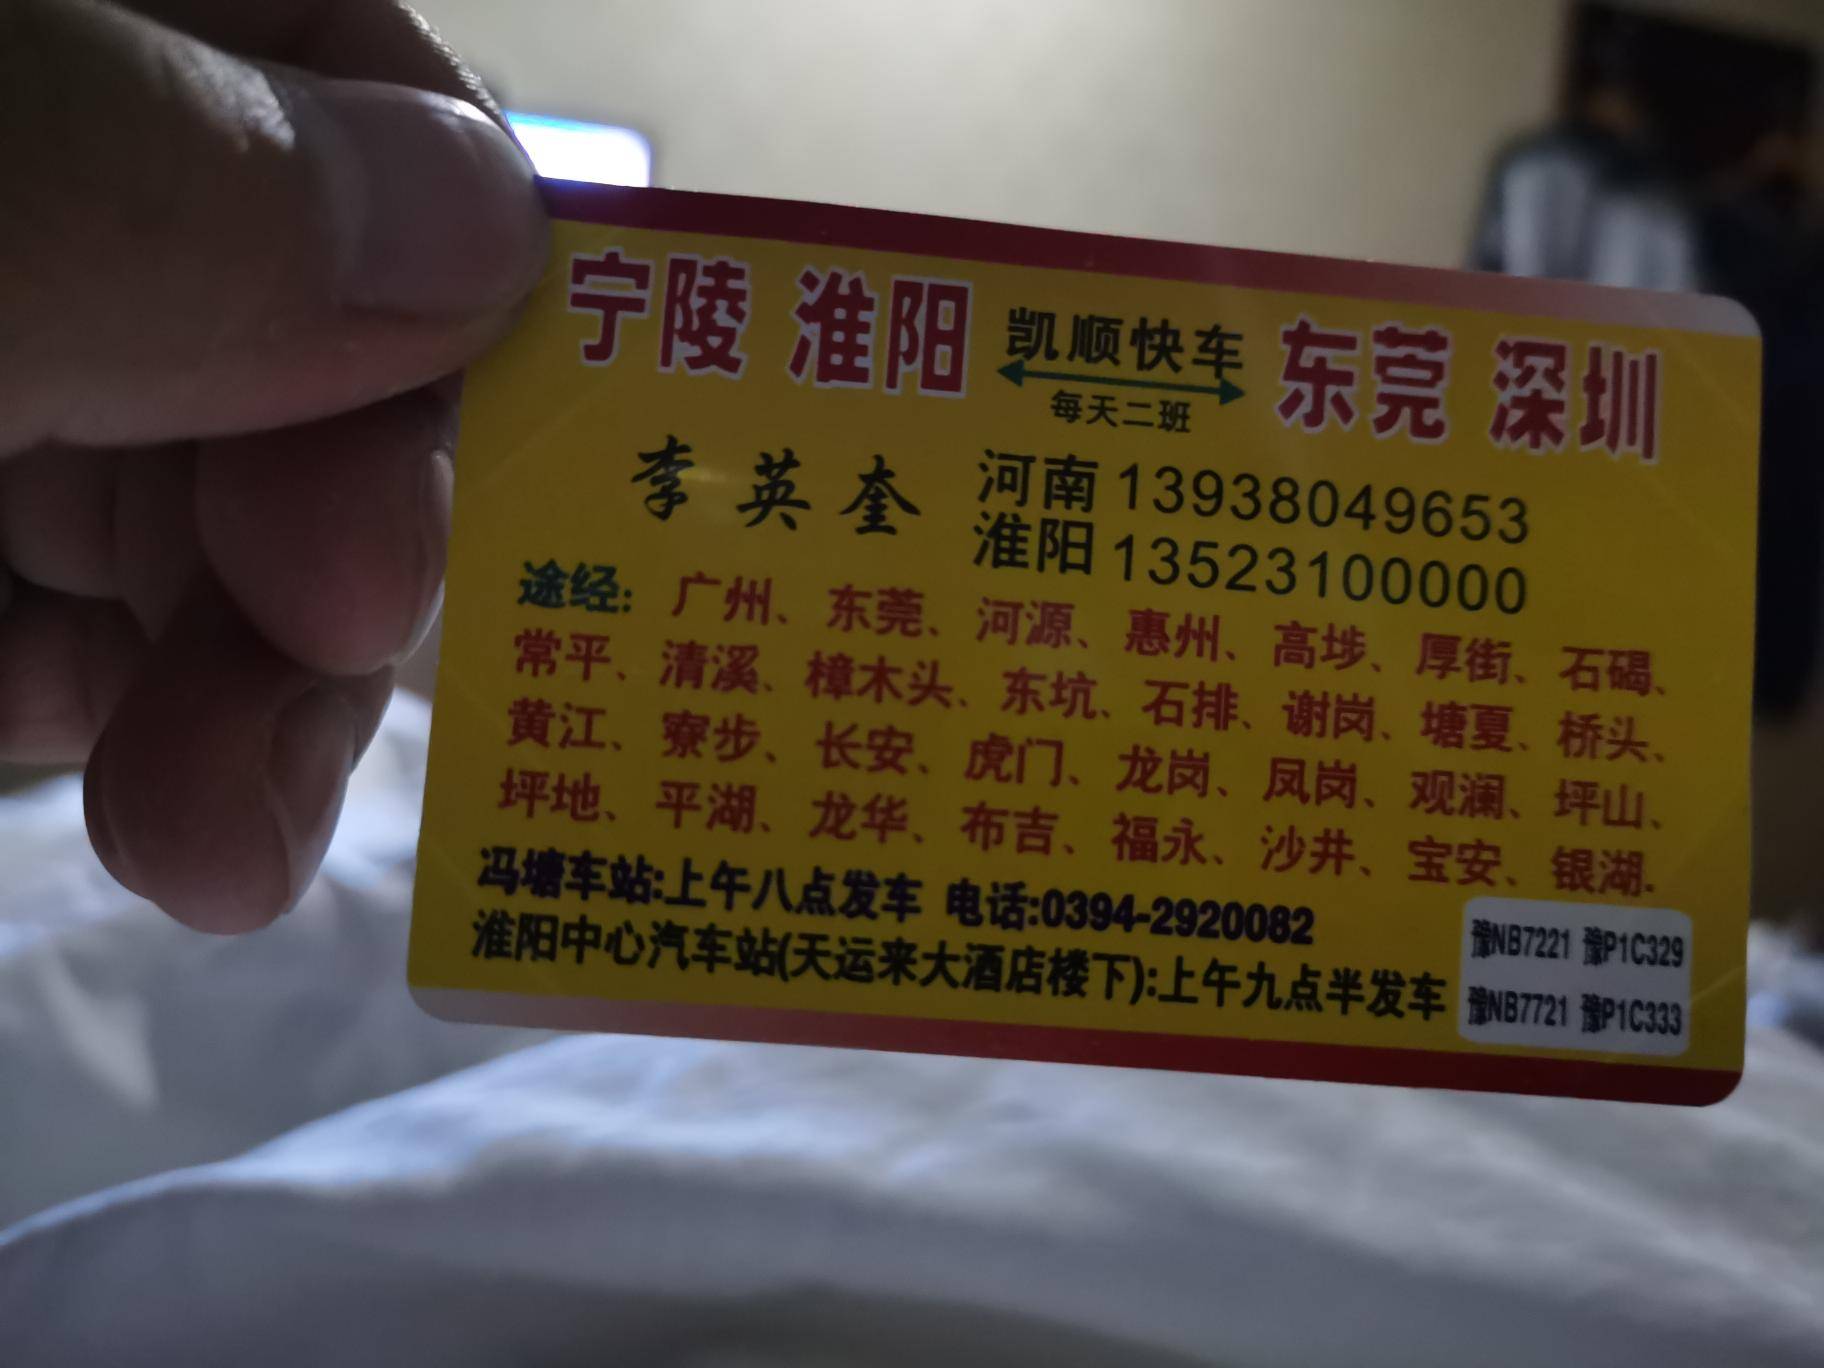 宁陵 淮阳 凯顺快车 东莞 深圳
每天二班
李英奎 河南 13938049653
淮阳 13523100000
途经: 广州、东莞、河源、惠州、高埗、厚街、石碣、
常平、清溪、樟木头、东坑、石排、谢岗、塘夏、桥头、
黄江、寮步、长安、虎门、龙岗、凤岗、观澜、坪山、
坪地、平湖、龙华、布吉、福永、沙井、宝安、银湖.
冯塘车站:上午八点发车 电话:0394-2920082
淮阳中心汽车站(天运来大酒店楼下):上午九点半发车
豫NB7221 豫P1C329
豫NB7721 豫P1C333